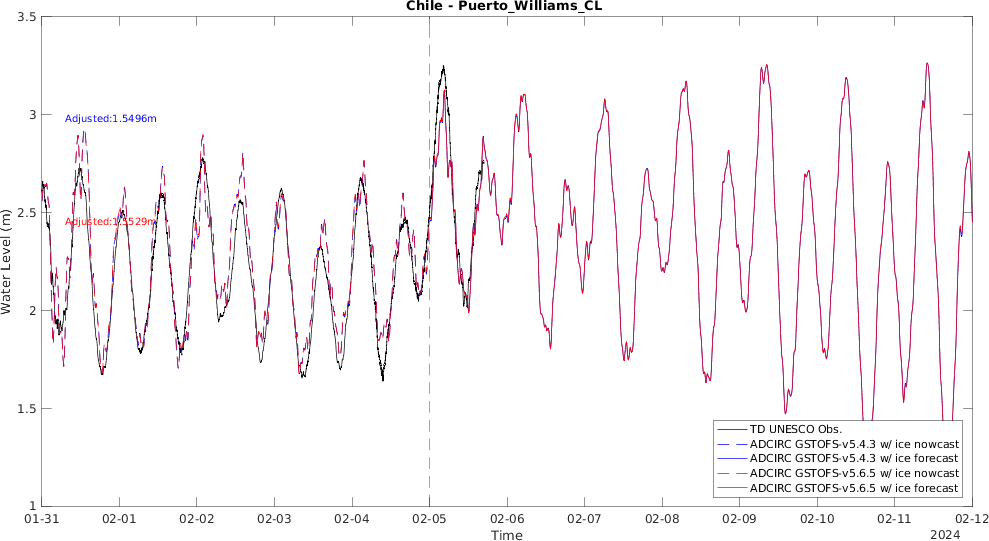 Chile - Puerto_Williams_CL
3.5
3
2.5
2
1.5
1
Water Level (m)
Adjusted:1.5496m
Adjusted:1.5529m
TD UNESCO Obs.
ADCIRC GSTOFS-v5.4.3 w/ ice nowcast
ADCIRC GSTOFS-v5.4.3 w/ ice forecast
ADCIRC GSTOFS-v5.6.5 w/ ice nowcast
ADCIRC GSTOFS-v5.6.5 w/ ice forecast
01-31 02-01 02-02 02-03 02-04 02-05 02-06 02-07 02-08 02-09 02-10 02-11 02-12
Time
2024